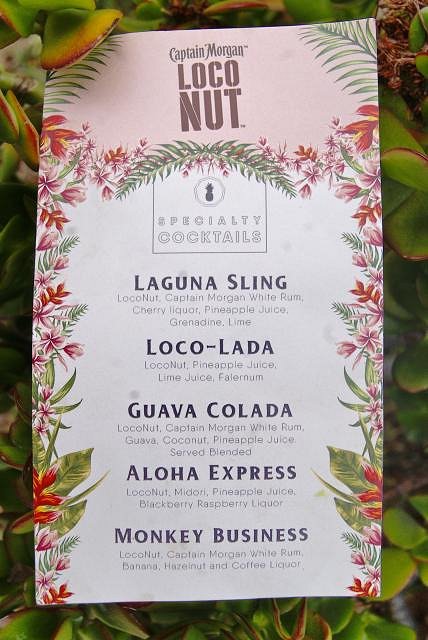 Captain Morgan™
LOCO
NUT™
SPECIALTY
COCKTAILS
LAGUNA SLING
LocoNut, Captain Morgan White Rum,
Cherry liquor, Pineapple Juice,
Grenadine, Lime
LOCO-LADA
LocoNut, Pineapple Juice,
Lime Juice, Falernum
GUAVA COLADA
LocoNut, Captain Morgan White Rum,
Guava, Coconut, Pineapple Juice.
Served Blended
ALOHA EXPRESS
LocoNut, Midori, Pineapple Juice,
Blackberry Raspberry Liquor
MONKEY BUSINESS
LocoNut, Captain Morgan White Rum,
Banana, Hazelnut and Coffee Liquor